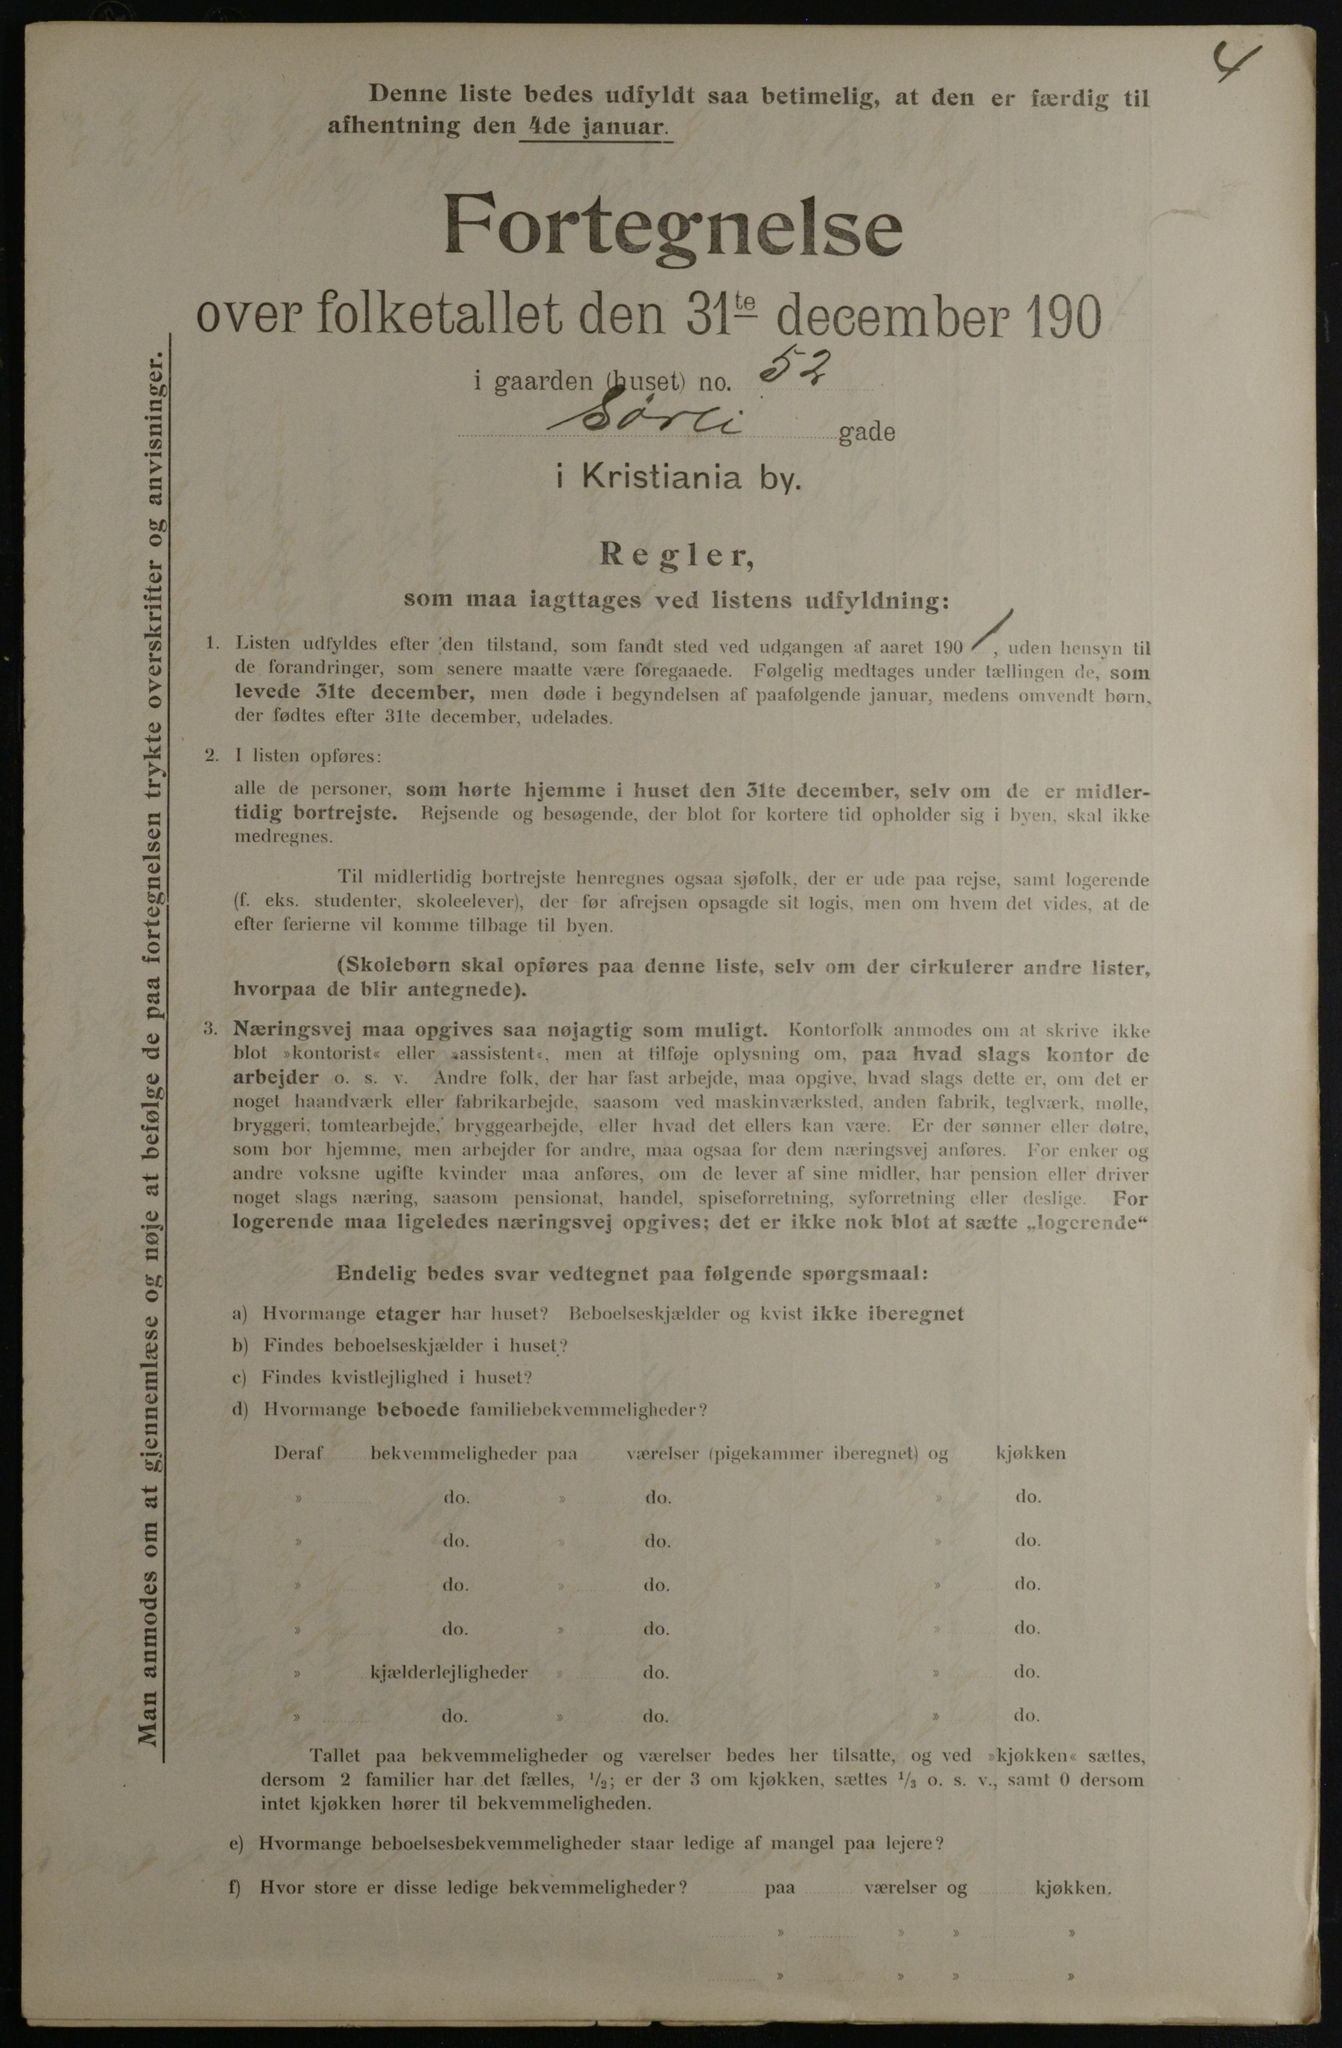 4
Denne liste bedes udfyldt saa betimelig, at den er færdig til
afhentning den 4de januar.
Fortegnelse
over folketallet den 31te december 190
i gaarden (huset) no. 52
Sørli gade
i Kristiania by.
Regler,
som maa iagttages ved listens udfyldning:
1. Listen udfyldes efter den tilstand, som fandt sted ved udgangen af aaret 1901, uden hensyn til
de forandringer, som senere maatte være foregaaede. Følgelig medtages under tællingen de, som
levede 31te december, men døde i begyndelsen af paafølgende januar, medens omvendt børn,
der fødtes efter 31te december, udelades.
2. I listen opføres:
alle de personer, som hørte hjemme i huset den 31te december, selv om de er midler-
tidig bortrejste. Rejsende og besøgende, der blot for kortere tid opholder sig i byen, skal ikke
medregnes.
Til midlertidig bortrejste henregnes ogsaa sjøfolk, der er ude paa rejse, samt logerende
(f. eks. studenter, skoleelever), der før afrejsen opsagde sit logis, men om hvem det vides, at de
efter ferierne vil komme tilbage til byen.
(Skolebørn skal opføres paa denne liste, selv om der cirkulerer andre lister,
hvorpaa de blir antegnede).
3. Næringsvej maa opgives saa nøjagtig som muligt. Kontorfolk anmodes om at skrive ikke
blot »kontorist« eller »assistent«, men at tilføje oplysning om, paa hvad slags kontor de
arbejder o. s. v. Andre folk, der har fast arbejde, maa opgive, hvad slags dette er, om det er
noget haandværk eller fabrikarbejde, saasom ved maskinværksted, anden fabrik, teglværk, mølle,
bryggeri, tomtearbejde, bryggearbejde, eller hvad det ellers kan være. Er der sønner eller døtre,
som bor hjemme, men arbejder for andre, maa ogsaa for dem næringsvej anføres. For enker og
andre voksne ugifte kvinder maa anføres, om de lever af sine midler, har pension eller driver
noget slags næring, saasom pensionat, handel, spiseforretning, syforretning eller deslige. For
logerende maa ligeledes næringsvej opgives; det er ikke nok blot at sætte „logerende“
Endelig bedes svar vedtegnet paa følgende spørgsmaal:
a) Hvormange etager har huset? Beboelseskjælder og kvist ikke iberegnet
b) Findes beboelseskjælder i huset?
c) Findes kvistlejlighed i huset?
d) Hvormange beboede familiebekvemmeligheder?
Deraf bekvemmeligheder paa værelser (pigekammer iberegnet) og kjøkken
» do. » do. » do.
» do. » do. » do.
» do. » do. » do.
» do. » do. » do.
» kjælderlejligheder » do. » do.
» do. » do. » do.
Tallet paa bekvemmeligheder og værelser bedes her tilsatte, og ved »kjøkken« sættes,
dersom 2 familier har det fælles, 1/2; er der 3 om kjøkken, sættes 1/3 o. s. v., samt 0 dersom
intet kjøkken hører til bekvemmeligheden.
e) Hvormange beboelsesbekvemmeligheder staar ledige af mangel paa lejere?
f) Hvor store er disse ledige bekvemmeligheder? paa værelser og kjøkken.
» » » »
» » » »
Man anmodes om at gjennemlæse og nøje at befølge de paa fortegnelsen trykte overskrifter og anvisninger.